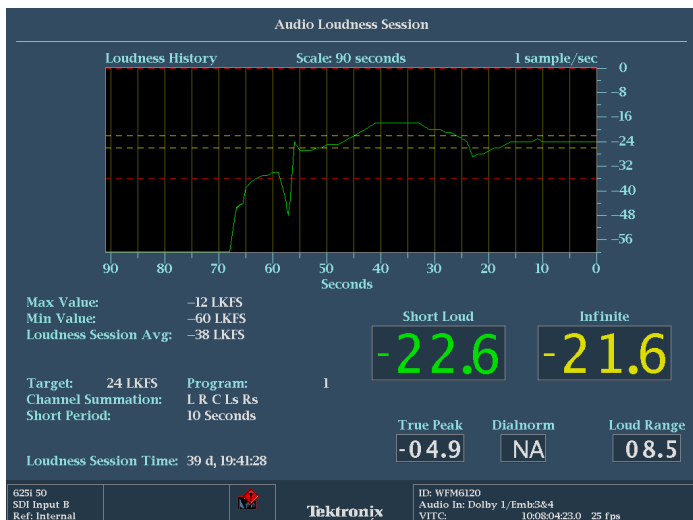 Audio Loudness Session
Loudness History Scale: 90 seconds 1 sample/sec
0
−8
−16
−24
−32
−40
−48
−56
90 80 70 60 50 40 30 20 10 0
Seconds
Max Value: −12 LKFS
Min Value: −60 LKFS
Loudness Session Avg: −38 LKFS
Short Loud Infinite
-22.6 -21.6
Target: 24 LKFS Program: 1
Channel Summation: L R C Ls Rs
Short Period: 10 Seconds
True Peak Dialnorm Loud Range
-04.9 NA 08.5
Loudness Session Time: 39 d, 19:41:28
625i 50
SDI Input B
Ref: Internal
Tektronix
ID: WFM6120
Audio In: Dolby 1/Emb:3&4
VITC: 10:08:04:23.0 25 fps